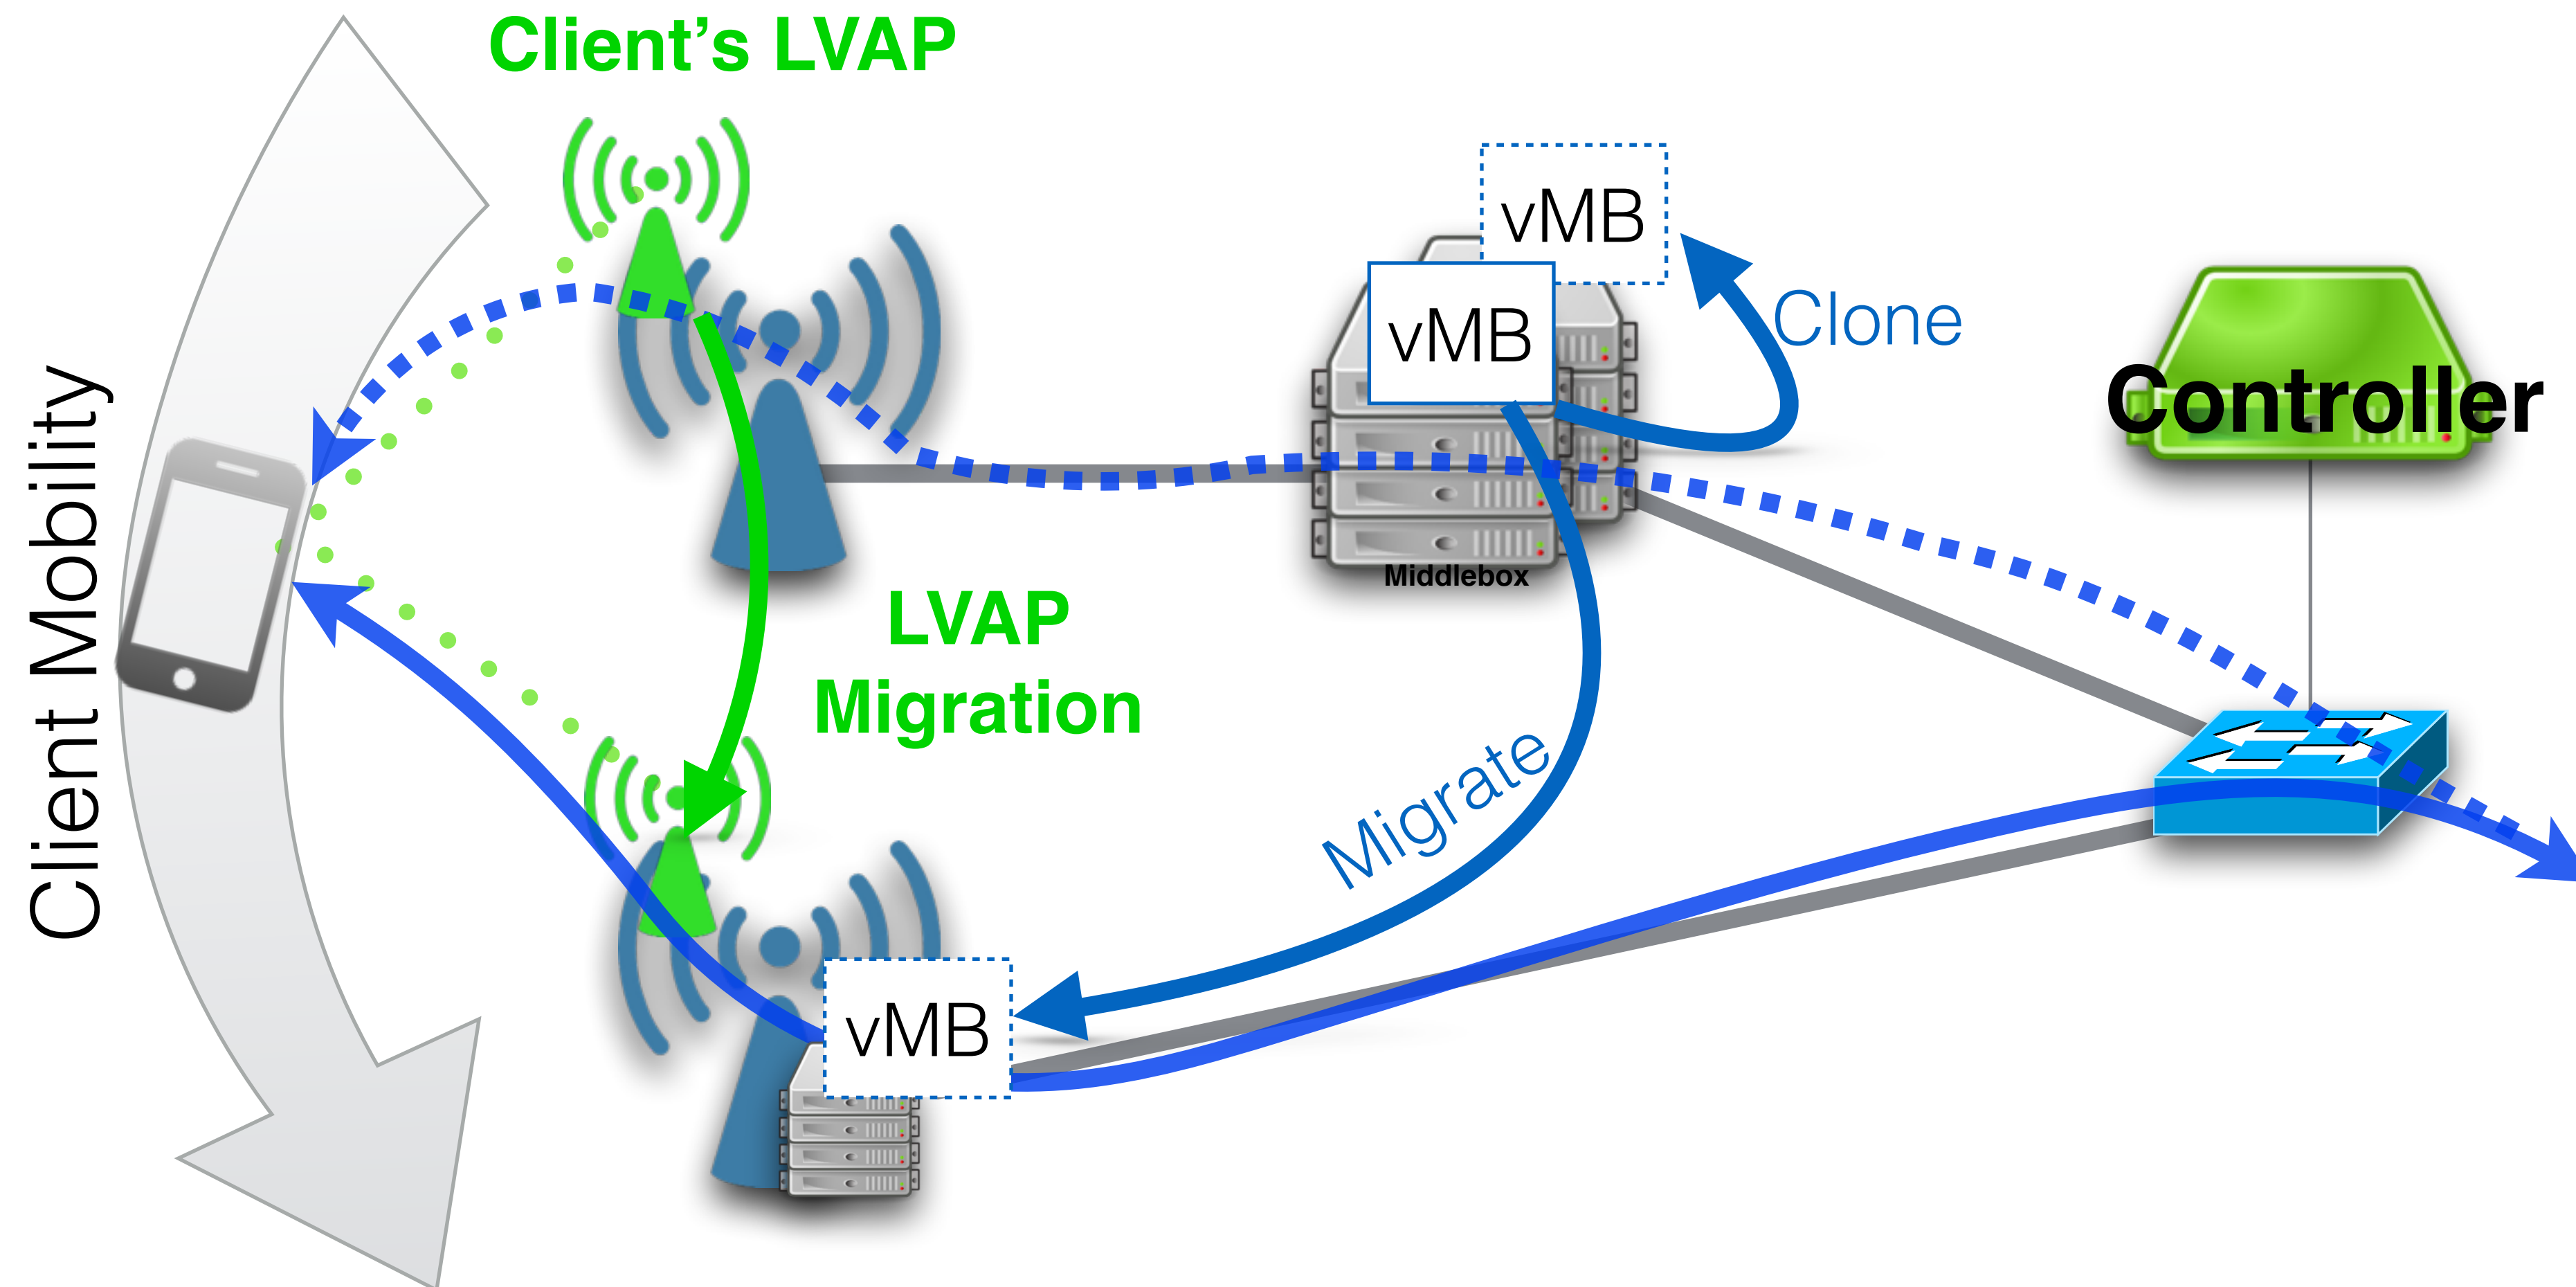 Client's LVAP
vMB
vMB
Clone
Controller
Client Mobility
Middlebox
LVAP
Migration
Migrate
vMB